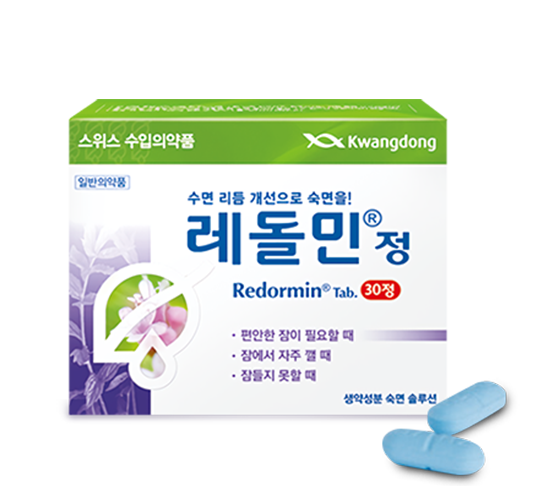 스위스 수입의약품
Kwangdong
일반의약품
수면 리듬 개선으로 숙면을!
레돌민® 정
Redormin® Tab. 30정
• 편안한 잠이 필요할 때
• 잠에서 자주 깰 때
• 잠들지 못할 때
생약성분 숙면 솔루션